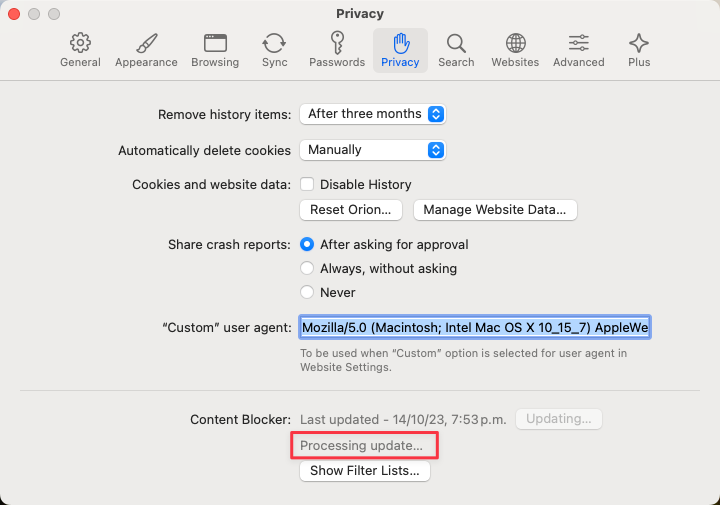 Privacy
General Appearance Browsing Sync Passwords Privacy Search Websites Advanced Plus
Remove history items: After three months
Automatically delete cookies Manually
Cookies and website data: Disable History
Reset Orion... Manage Website Data...
Share crash reports: After asking for approval
Always, without asking
Never
“Custom” user agent: Mozilla/5.0 (Macintosh; Intel Mac OS X 10_15_7) AppleWe
To be used when “Custom” option is selected for user agent in
Website Settings.
Content Blocker: Last updated - 14/10/23, 7:53 p.m. Updating...
Processing update...
Show Filter Lists...